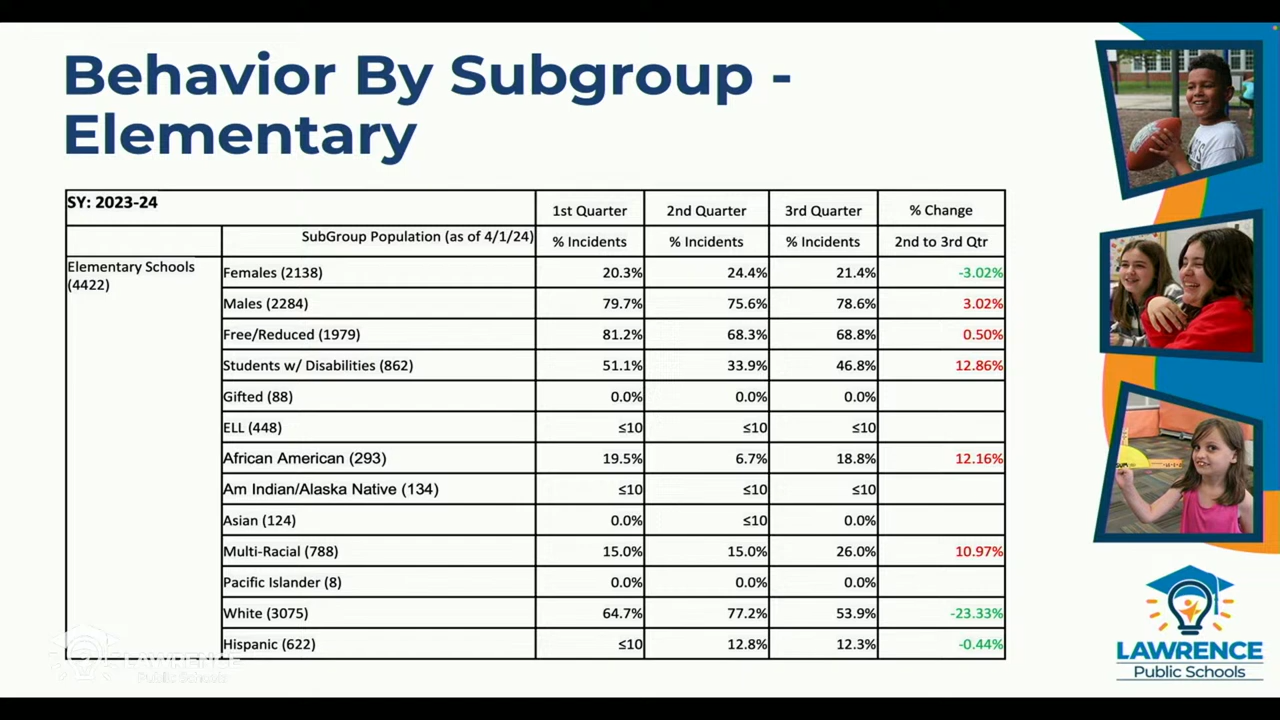 Behavior By Subgroup -
Elementary
SY: 2023-24
1st Quarter 2nd Quarter 3rd Quarter % Change
SubGroup Population (as of 4/1/24) % Incidents % Incidents % Incidents 2nd to 3rd Qtr
Elementary Schools
(4422)
Females (2138) 20.3% 24.4% 21.4% -3.02%
Males (2284) 79.7% 75.6% 78.6% 3.02%
Free/Reduced (1979) 81.2% 68.3% 68.8% 0.50%
Students w/ Disabilities (862) 51.1% 33.9% 46.8% 12.86%
Gifted (88) 0.0% 0.0% 0.0%
ELL (448) ≤10 ≤10 ≤10
African American (293) 19.5% 6.7% 18.8% 12.16%
Am Indian/Alaska Native (134) ≤10 ≤10 ≤10
Asian (124) 0.0% ≤10 0.0%
Multi-Racial (788) 15.0% 15.0% 26.0% 10.97%
Pacific Islander (8) 0.0% 0.0% 0.0%
White (3075) 64.7% 77.2% 53.9% -23.33%
Hispanic (622) ≤10 12.8% 12.3% -0.44%
LAWRENCE
Public Schools
LAWRENCE
Public Schools